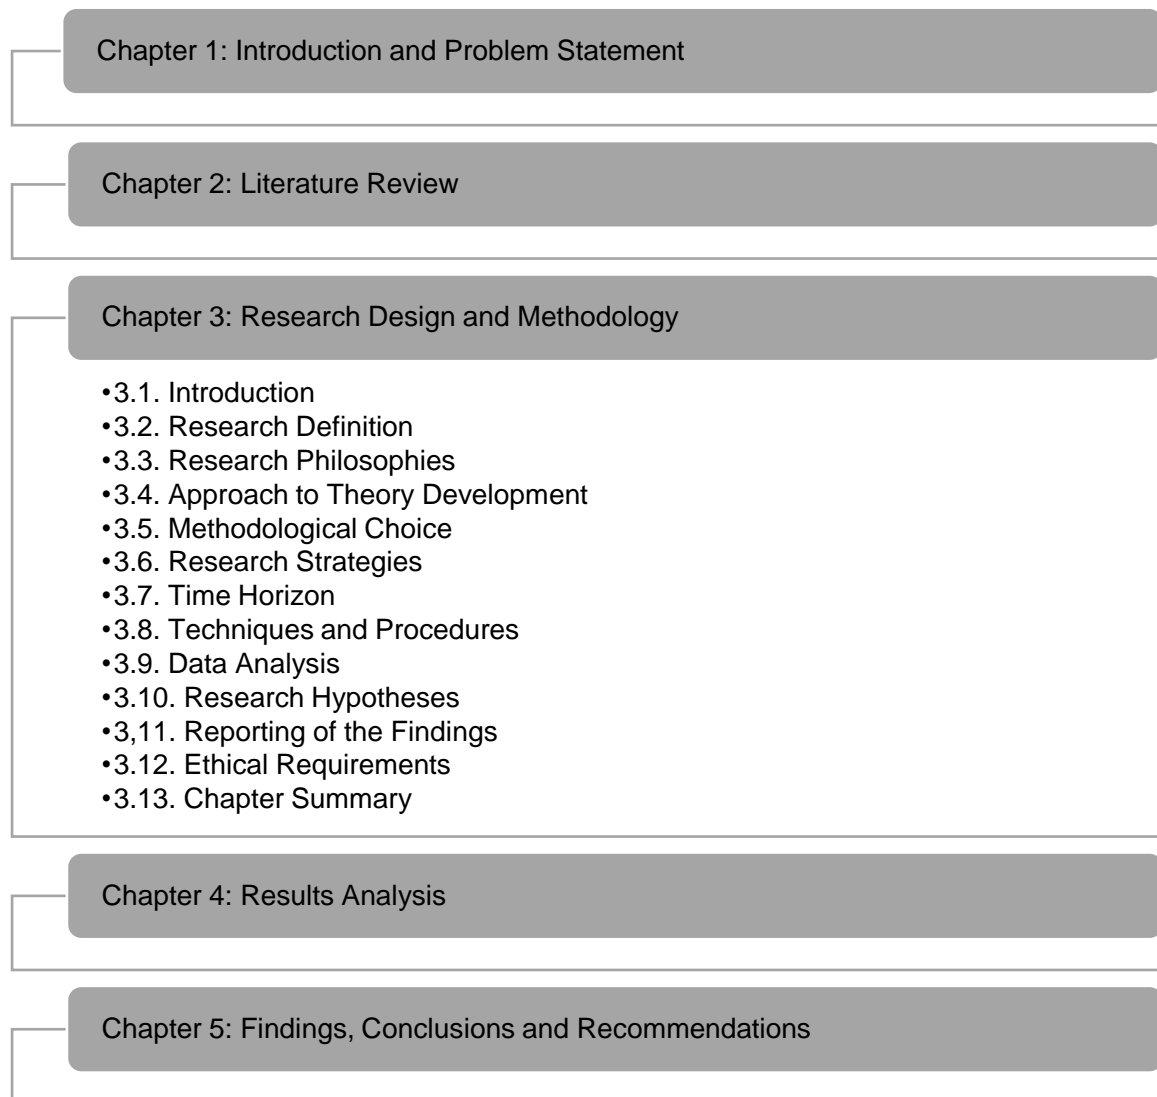 Chapter 1: Introduction and Problem Statement
Chapter 2: Literature Review
Chapter 3: Research Design and Methodology
•3.1. Introduction
•3.2. Research Definition
•3.3. Research Philosophies
•3.4. Approach to Theory Development
•3.5. Methodological Choice
•3.6. Research Strategies
•3.7. Time Horizon
•3.8. Techniques and Procedures
•3.9. Data Analysis
•3.10. Research Hypotheses
•3,11. Reporting of the Findings
•3.12. Ethical Requirements
•3.13. Chapter Summary
Chapter 4: Results Analysis
Chapter 5: Findings, Conclusions and Recommendations